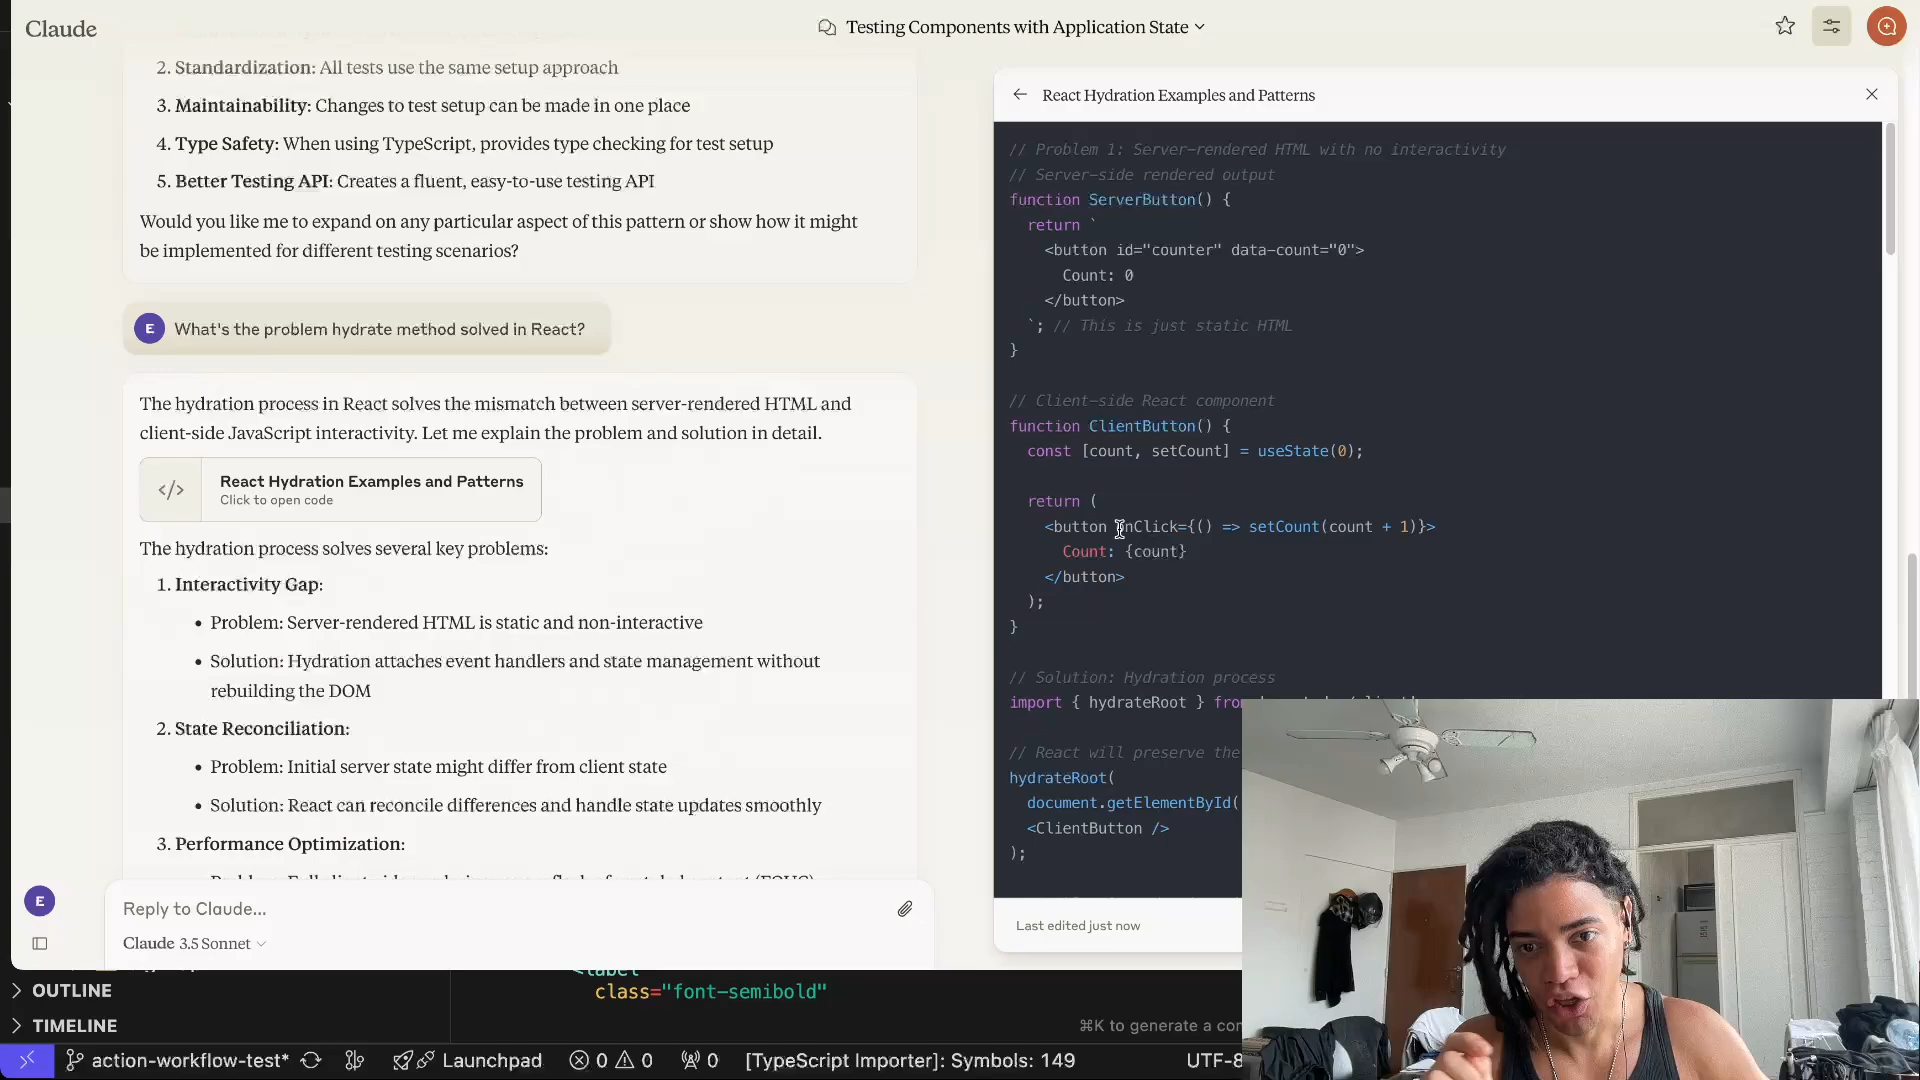 Claude
Testing Components with Application State
2. Standardization: All tests use the same setup approach
3. Maintainability: Changes to test setup can be made in one place
4. Type Safety: When using TypeScript, provides type checking for test setup
5. Better Testing API: Creates a fluent, easy-to-use testing API
Would you like me to expand on any particular aspect of this pattern or show how it might
be implemented for different testing scenarios?
E
What's the problem hydrate method solved in React?
The hydration process in React solves the mismatch between server-rendered HTML and
client-side JavaScript interactivity. Let me explain the problem and solution in detail.
</>
React Hydration Examples and Patterns
Click to open code
The hydration process solves several key problems:
1. Interactivity Gap:
• Problem: Server-rendered HTML is static and non-interactive
• Solution: Hydration attaches event handlers and state management without
rebuilding the DOM
2. State Reconciliation:
• Problem: Initial server state might differ from client state
• Solution: React can reconcile differences and handle state updates smoothly
3. Performance Optimization:
E
Reply to Claude...
Claude 3.5 Sonnet
React Hydration Examples and Patterns
// Problem 1: Server-rendered HTML with no interactivity
// Server-side rendered output
function ServerButton() {
return `
<button id="counter" data-count="0">
Count: 0
</button>
`; // This is just static HTML
}
// Client-side React component
function ClientButton() {
const [count, setCount] = useState(0);
return (
<button onClick={() => setCount(count + 1)}>
Count: {count}
</button>
);
}
// Solution: Hydration process
import { hydrateRoot } from
// React will preserve the
hydrateRoot(
document.getElementById(
<ClientButton />
);
Last edited just now
OUTLINE
<label
class="font-semibold"
TIMELINE
⌘K to generate a
action-workflow-test*
Launchpad
0
0
0
[TypeScript Importer]: Symbols: 149
UTF-8